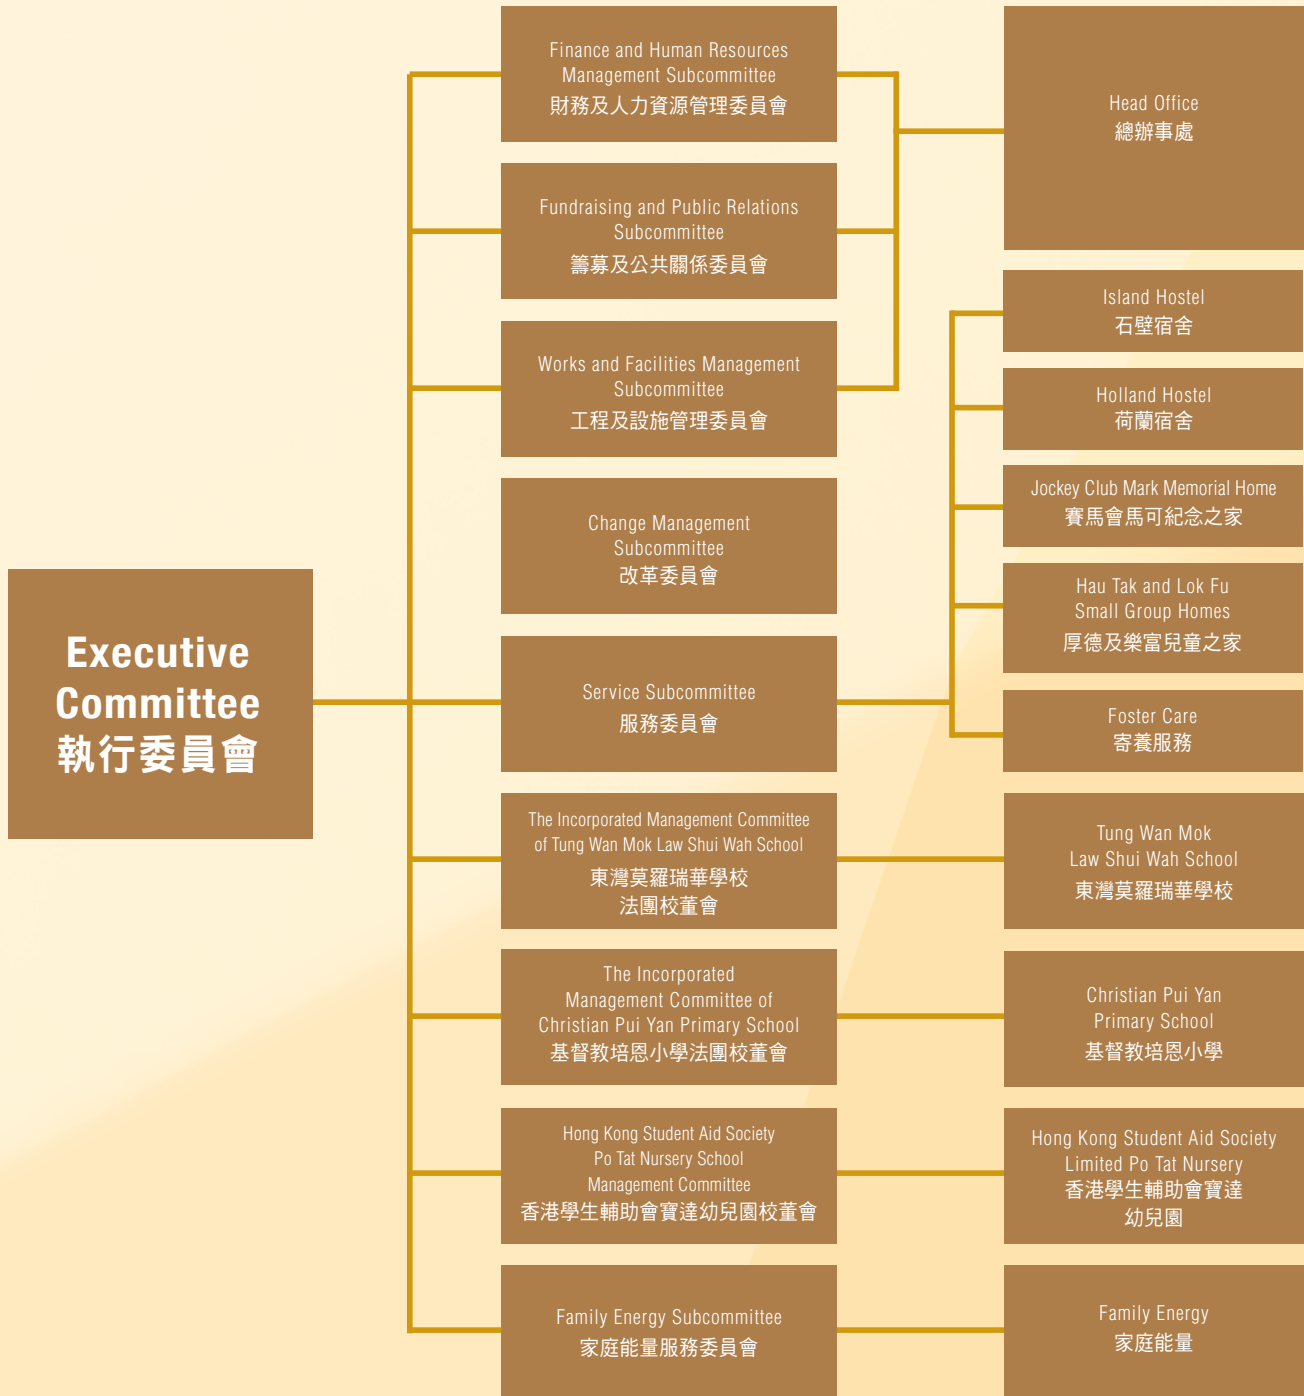 Executive
Committee
執行委員會
Finance and Human Resources
Management Subcommittee
財務及人力資源管理委員會
Fundraising and Public Relations
Subcommittee
籌募及公共關係委員會
Works and Facilities Management
Subcommittee
工程及設施管理委員會
Change Management
Subcommittee
改革委員會
Service Subcommittee
服務委員會
The Incorporated Management Committee
of Tung Wan Mok Law Shui Wah School
東灣莫羅瑞華學校
法團校董會
The Incorporated
Management Committee of
Christian Pui Yan Primary School
基督教培恩小學法團校董會
Hong Kong Student Aid Society
Po Tat Nursery School
Management Committee
香港學生輔助會寶達幼兒園校董會
Family Energy Subcommittee
家庭能量服務委員會
Head Office
總辦事處
Island Hostel
石壁宿舍
Holland Hostel
荷蘭宿舍
Jockey Club Mark Memorial Home
賽馬會馬可紀念之家
Hau Tak and Lok Fu
Small Group Homes
厚德及樂富兒童之家
Foster Care
寄養服務
Tung Wan Mok
Law Shui Wah School
東灣莫羅瑞華學校
Christian Pui Yan
Primary School
基督教培恩小學
Hong Kong Student Aid Society
Limited Po Tat Nursery
香港學生輔助會寶達
幼兒園
Family Energy
家庭能量